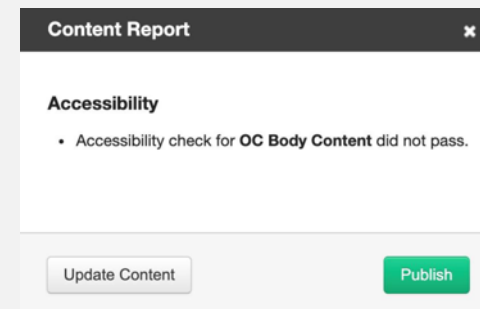 Content Report ×
Accessibility
• Accessibility check for OC Body Content did not pass.
Update Content Publish